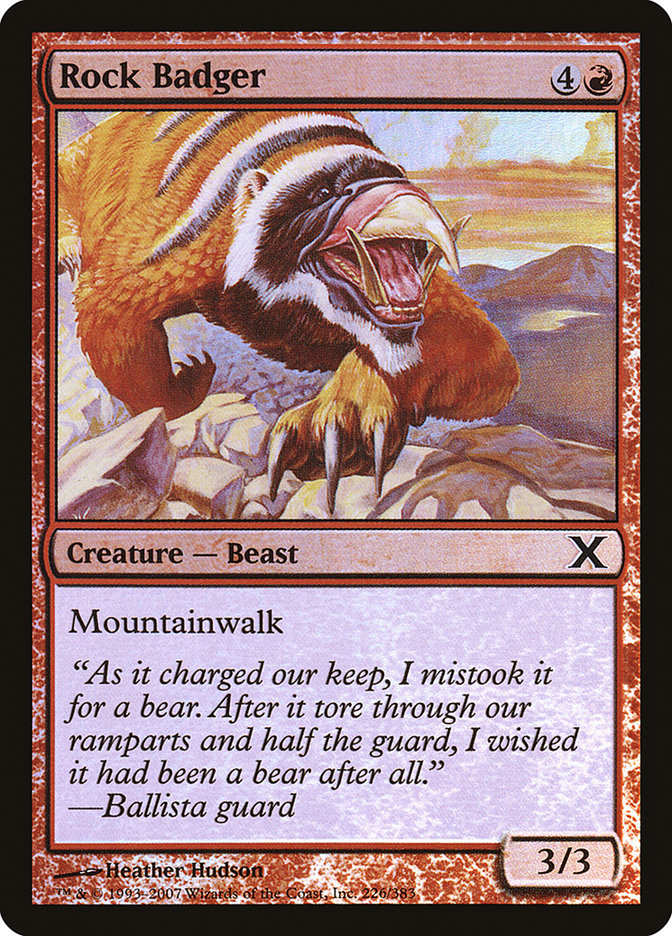 Rock Badger
4
Creature — Beast
X
Mountainwalk
“As it charged our keep, I mistook it
for a bear. After it tore through our
ramparts and half the guard, I wished
it had been a bear after all.”
—Ballista guard
3/3
Heather Hudson
™ & © 1993–2007 Wizards of the Coast, Inc. 226/383